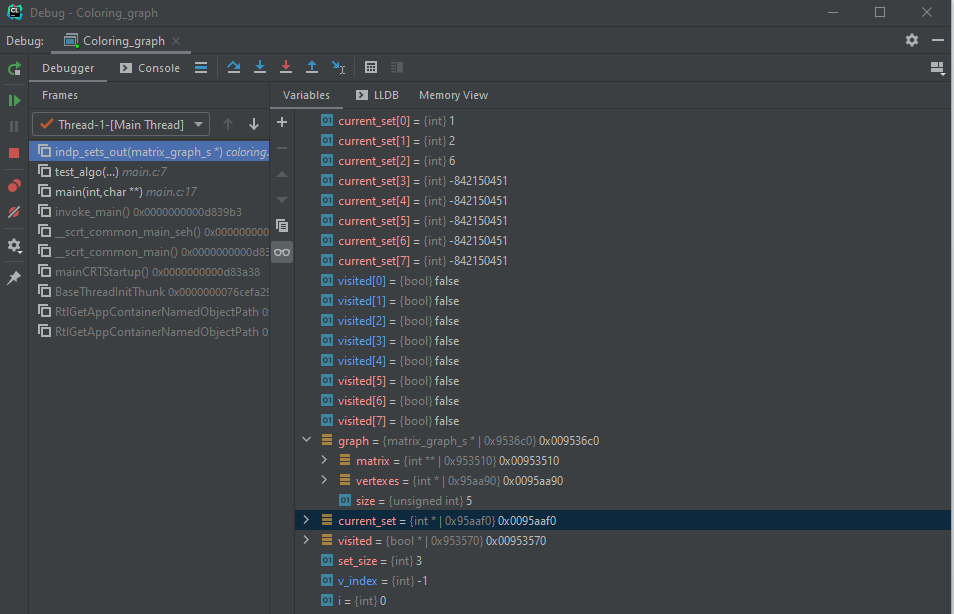 CL Debug - Coloring_graph
Debug: Coloring_graph
Debugger Console
Frames
Variables LLDB Memory View
Thread-1-[Main Thread]
indp_sets_out(matrix_graph_s *) coloring.
test_algo(...) main.c:7
main(int,char **) main.c:17
invoke_main() 0x0000000000d839b3
__scrt_common_main_seh() 0x000000000
__scrt_common_main() 0x0000000000d83
mainCRTStartup() 0x0000000000d83a38
BaseThreadInitThunk 0x0000000076cefa29
RtlGetAppContainerNamedObjectPath 0
RtlGetAppContainerNamedObjectPath 0
current_set[0] = {int} 1
current_set[1] = {int} 2
current_set[2] = {int} 6
current_set[3] = {int} -842150451
current_set[4] = {int} -842150451
current_set[5] = {int} -842150451
current_set[6] = {int} -842150451
current_set[7] = {int} -842150451
visited[0] = {bool} false
visited[1] = {bool} false
visited[2] = {bool} false
visited[3] = {bool} false
visited[4] = {bool} false
visited[5] = {bool} false
visited[6] = {bool} false
visited[7] = {bool} false
graph = {matrix_graph_s * | 0x9536c0} 0x009536c0
matrix = {int ** | 0x953510} 0x00953510
vertexes = {int * | 0x95aa90} 0x0095aa90
size = {unsigned int} 5
current_set = {int * | 0x95aaf0} 0x0095aaf0
visited = {bool * | 0x953570} 0x00953570
set_size = {int} 3
v_index = {int} -1
i = {int} 0